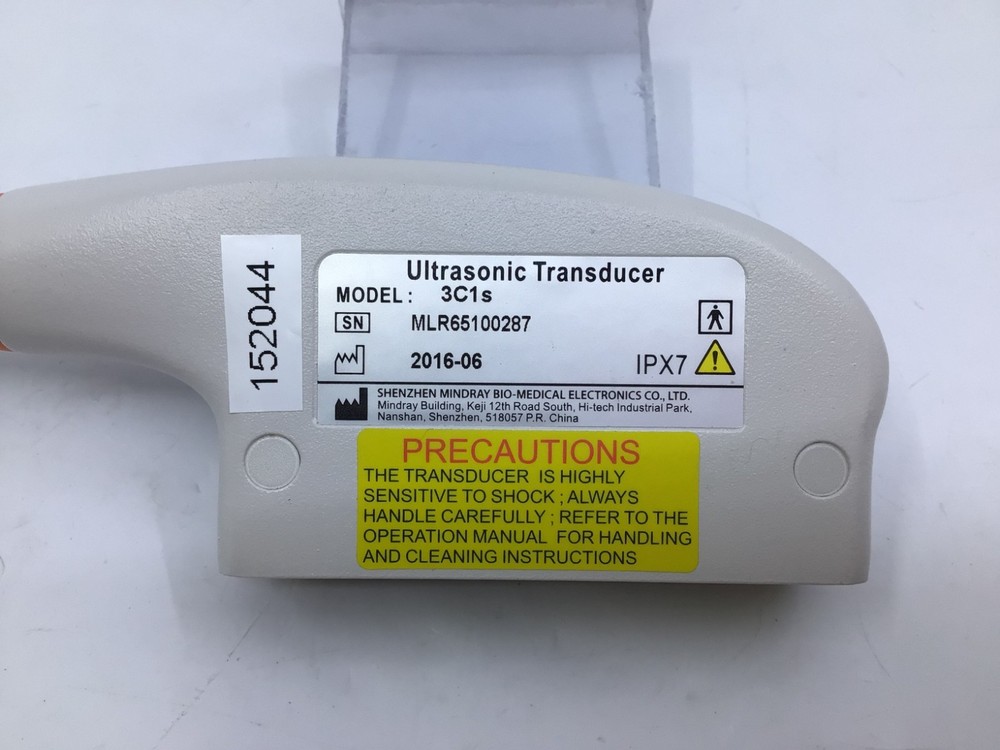 152044
Ultrasonic Transducer
MODEL: 3C1s
SN MLR65100287
2016-06
IPX7
SHENZHEN MINDRAY BIO-MEDICAL ELECTRONICS CO., LTD.
Mindray Building, Keji 12th Road South, Hi-tech Industrial Park,
Nanshan, Shenzhen, 518057 P.R. China
PRECAUTIONS
THE TRANSDUCER IS HIGHLY
SENSITIVE TO SHOCK ; ALWAYS
HANDLE CAREFULLY ; REFER TO THE
OPERATION MANUAL FOR HANDLING
AND CLEANING INSTRUCTIONS